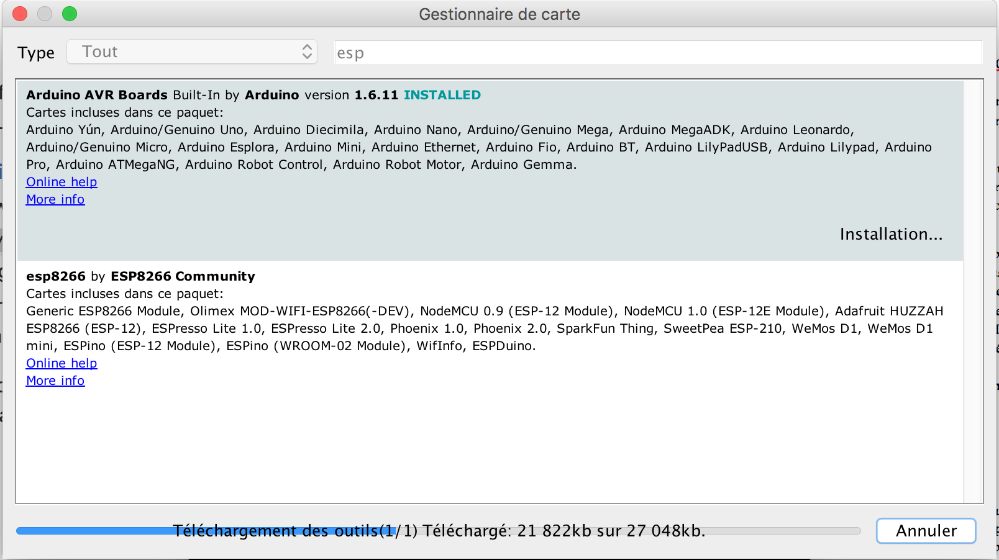 Gestionnaire de carte
Type Tout esp
Arduino AVR Boards Built-In by Arduino version 1.6.11 INSTALLED
Cartes incluses dans ce paquet:
Arduino Yún, Arduino/Genuino Uno, Arduino Diecimila, Arduino Nano, Arduino/Genuino Mega, Arduino MegaADK, Arduino Leonardo,
Arduino/Genuino Micro, Arduino Esplora, Arduino Mini, Arduino Ethernet, Arduino Fio, Arduino BT, Arduino LilyPadUSB, Arduino Lilypad, Arduino
Pro, Arduino ATMegaNG, Arduino Robot Control, Arduino Robot Motor, Arduino Gemma.
Online help
More info
Installation...
esp8266 by ESP8266 Community
Cartes incluses dans ce paquet:
Generic ESP8266 Module, Olimex MOD-WIFI-ESP8266(-DEV), NodeMCU 0.9 (ESP-12 Module), NodeMCU 1.0 (ESP-12E Module), Adafruit HUZZAH
ESP8266 (ESP-12), ESPresso Lite 1.0, ESPresso Lite 2.0, Phoenix 1.0, Phoenix 2.0, SparkFun Thing, SweetPea ESP-210, WeMos D1, WeMos D1
mini, ESPino (ESP-12 Module), ESPino (WROOM-02 Module), WifInfo, ESPDuino.
Online help
More info
Téléchargement des outils(1/1) Téléchargé: 21 822kb sur 27 048kb.
Annuler